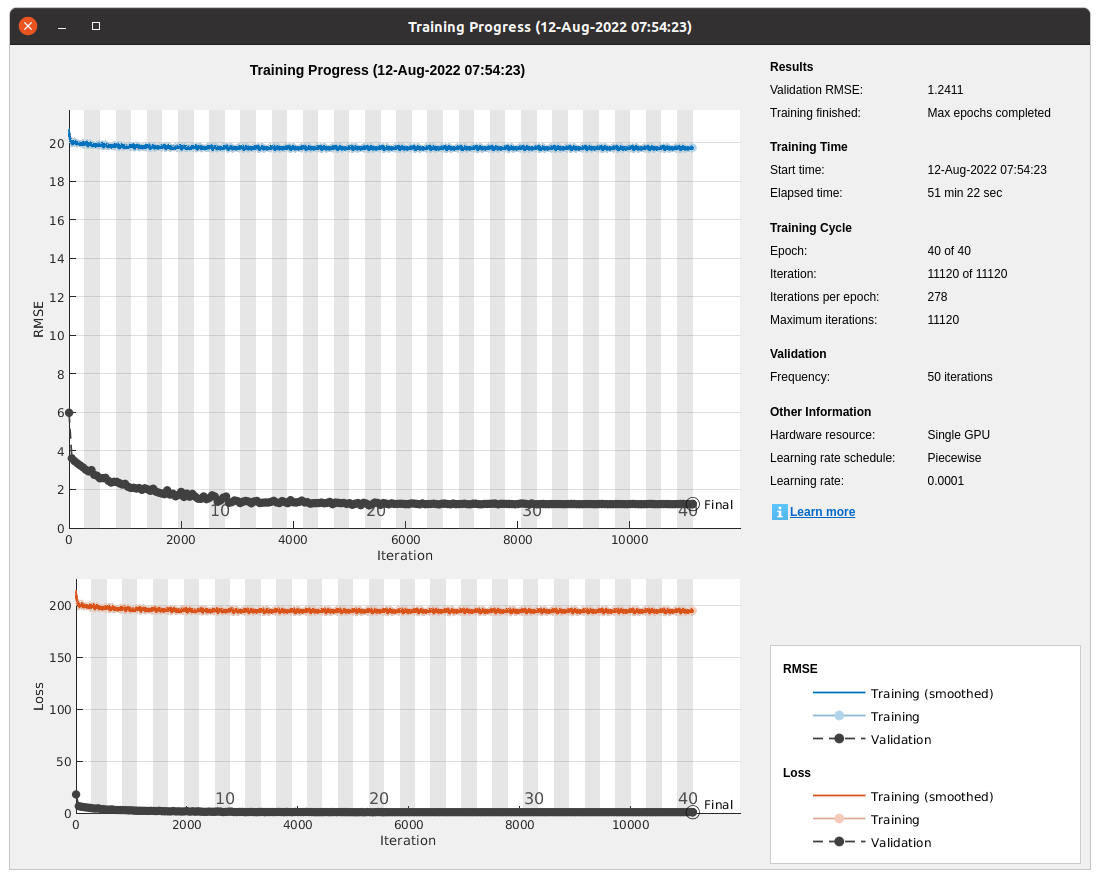 Training Progress (12-Aug-2022 07:54:23)
Training Progress (12-Aug-2022 07:54:23)
20
18
16
14
12
10
8
6
4
2
0
RMSE
10
20
30
40
Final
0
2000
4000
6000
8000
10000
Iteration
200
150
100
50
0
Loss
10
20
30
40
Final
0
2000
4000
6000
8000
10000
Iteration
Results
Validation RMSE: 1.2411
Training finished: Max epochs completed
Training Time
Start time: 12-Aug-2022 07:54:23
Elapsed time: 51 min 22 sec
Training Cycle
Epoch: 40 of 40
Iteration: 11120 of 11120
Iterations per epoch: 278
Maximum iterations: 11120
Validation
Frequency: 50 iterations
Other Information
Hardware resource: Single GPU
Learning rate schedule: Piecewise
Learning rate: 0.0001
i Learn more
RMSE
Training (smoothed)
Training
Validation
Loss
Training (smoothed)
Training
Validation